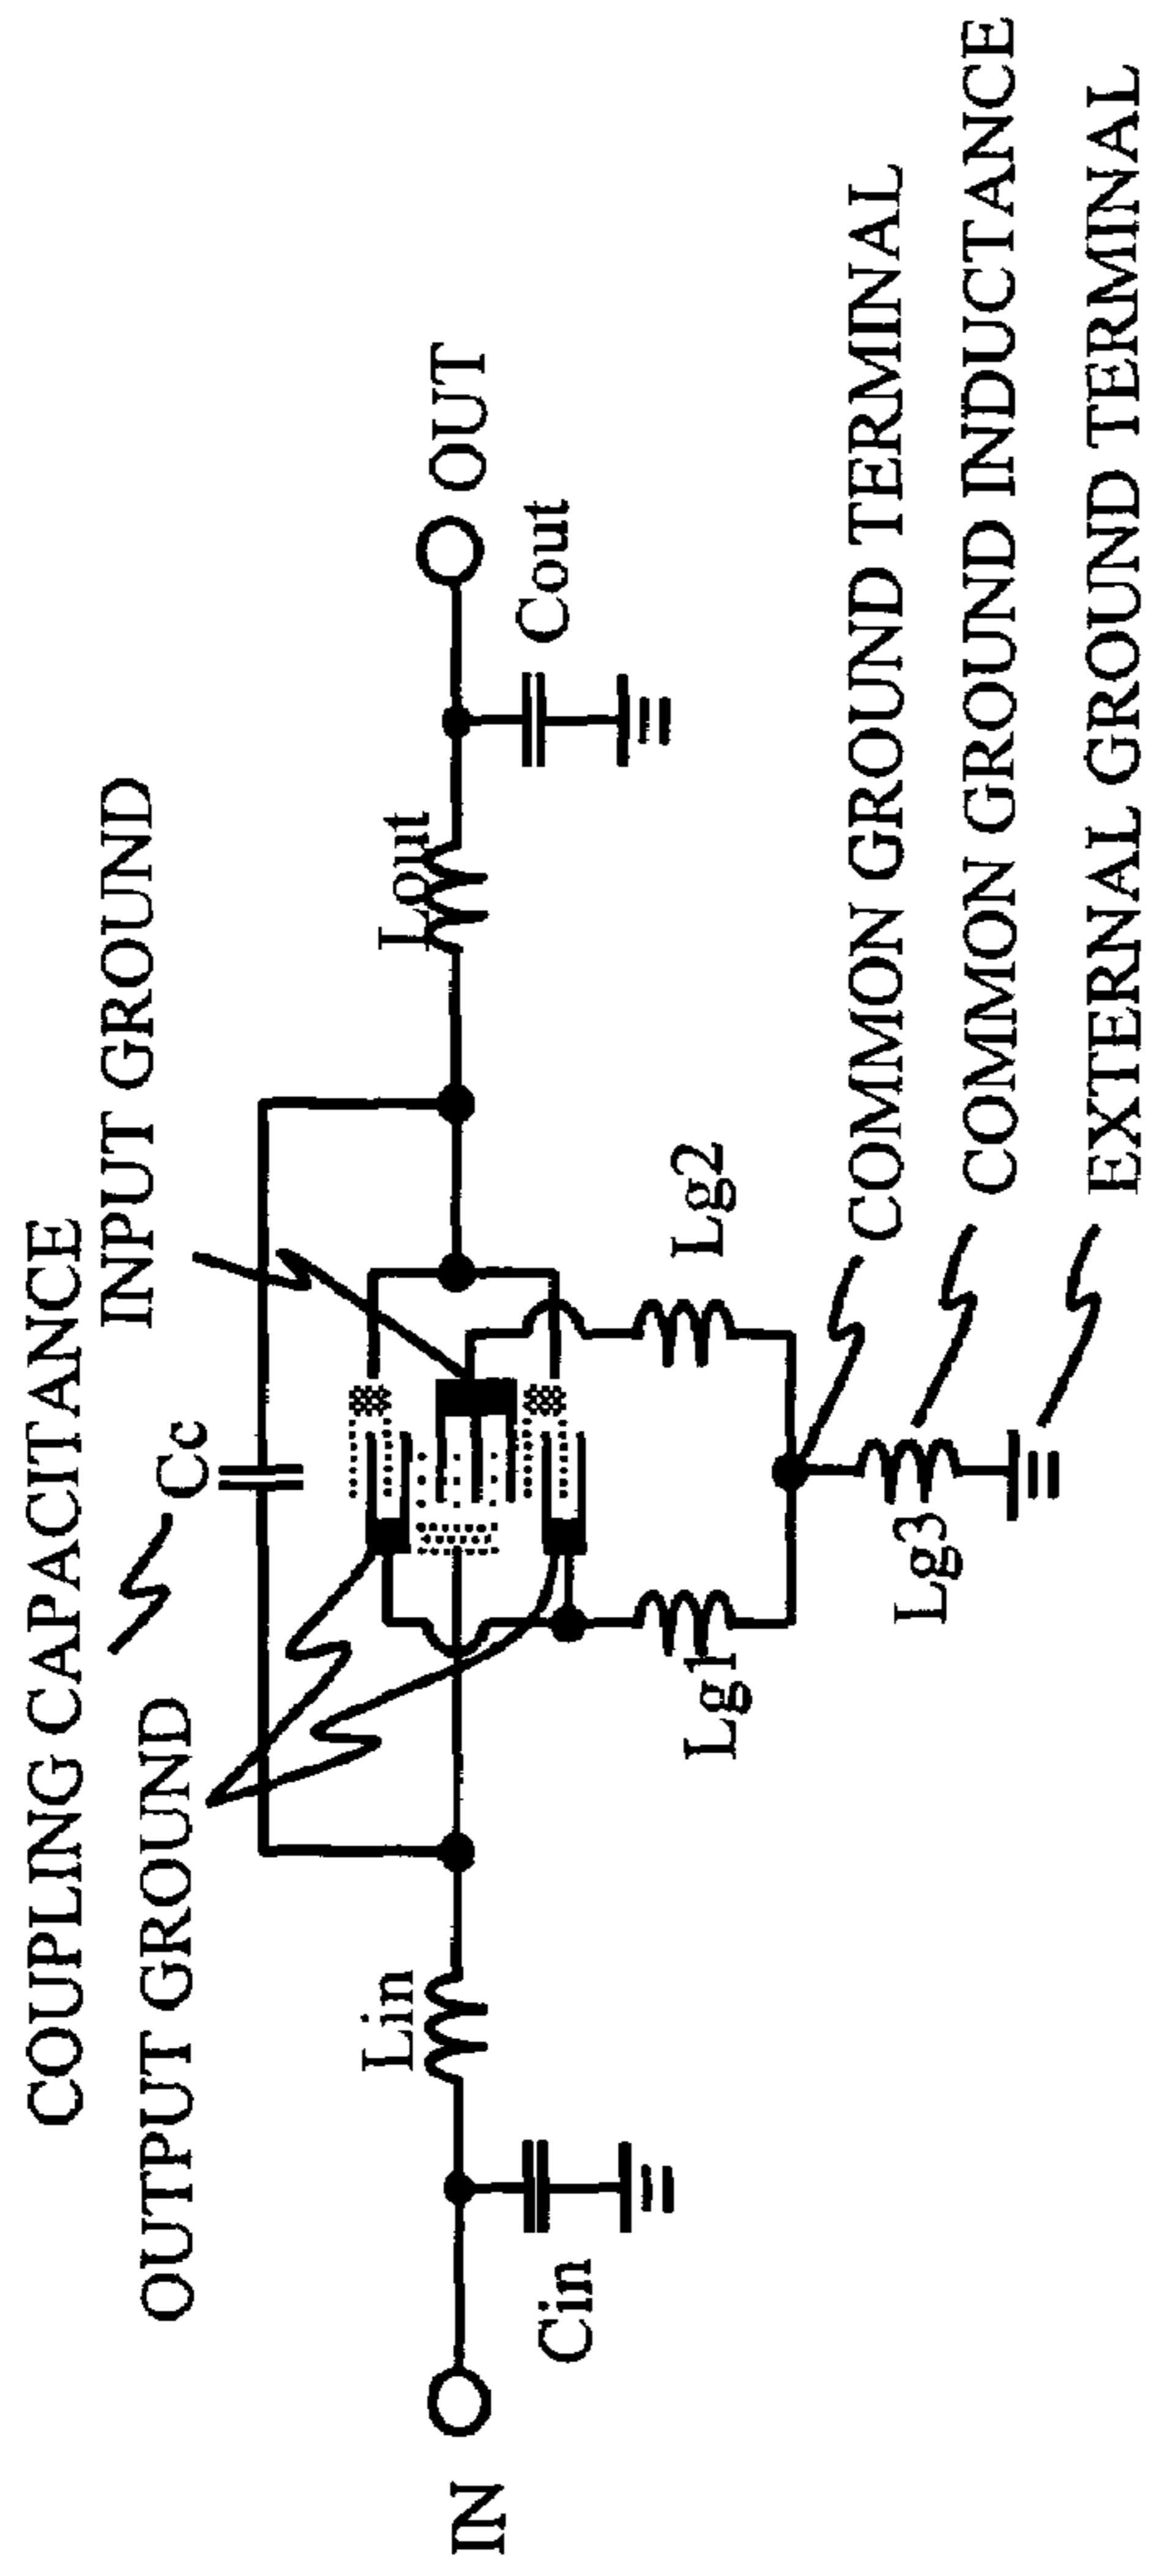 COUPLING CAPACITANCE
OUTPUT GROUND
INPUT GROUND
Cc
Lin
Lout
IN
OUT
Cin
Cout
Lg1
Lg2
Lg3
COMMON GROUND TERMINAL
COMMON GROUND INDUCTANCE
EXTERNAL GROUND TERMINAL